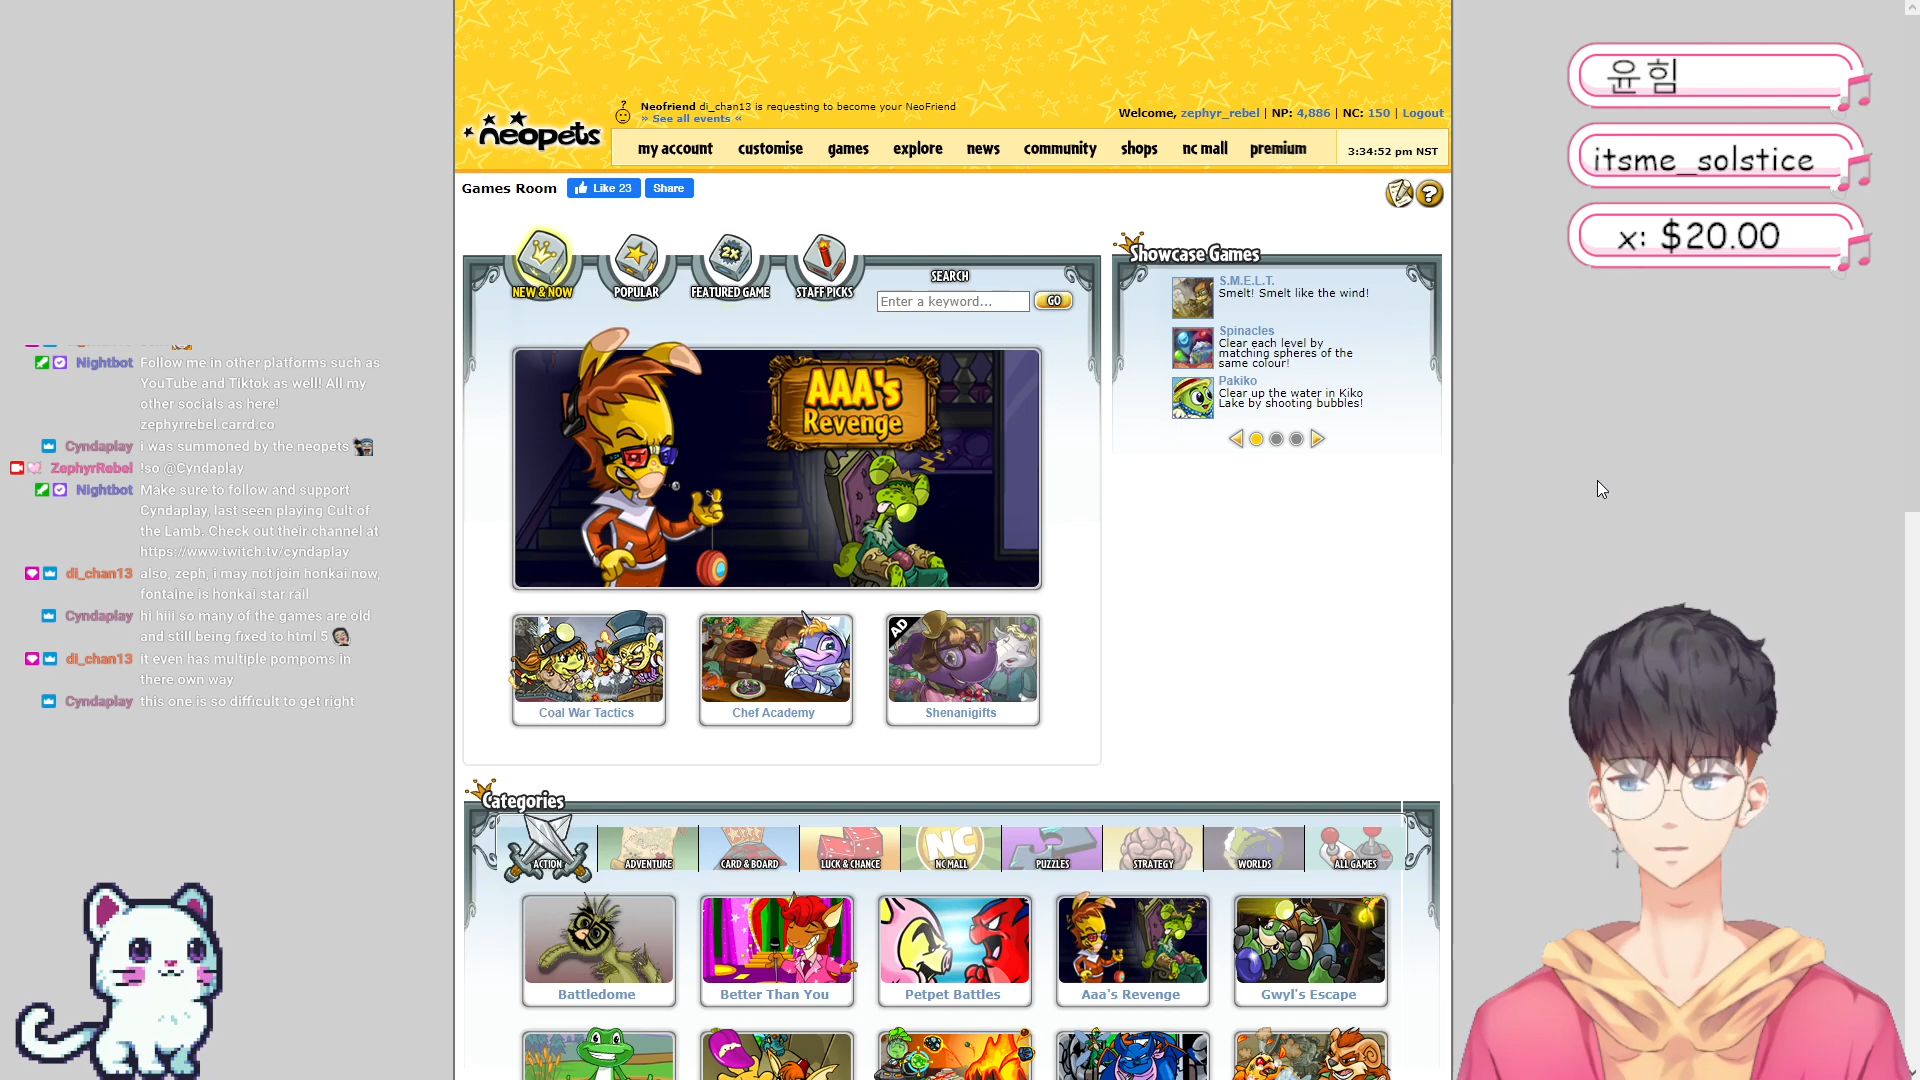 Neofriend di_chan13 is requesting to become your NeoFriend
» See all events «
Welcome, zephyr_rebel | NP: 4,886 | NC: 150 | Logout
neopets
my account customise games explore news community shops nc mall premium 3:34:52 pm NST
Games Room Like 23 Share
NEW & NOW
POPULAR
2X
FEATURED GAME
STAFF PICKS
SEARCH
Enter a keyword... GO
AAA's
Revenge
Coal War Tactics
Chef Academy
AD
Shenanigifts
Showcase Games
S.M.E.L.T.
Smelt! Smelt like the wind!
Spinacles
Clear each level by
matching spheres of the
same colour!
Pakiko
Clear up the water in Kiko
Lake by shooting bubbles!
Categories
ACTION
ADVENTURE
CARD & BOARD
LUCK & CHANCE
NC
NC MALL
PUZZLES
STRATEGY
WORLDS
ALL GAMES
Battledome
Better Than You
Petpet Battles
Aaa's Revenge
Gwyl's Escape
Nightbot Follow me in other platforms such as
YouTube and Tiktok as well! All my
other socials as here!
zephyrrebel.carrd.co
Cyndaplay i was summoned by the neopets
ZephyrRebel !so @Cyndaplay
Nightbot Make sure to follow and support
Cyndaplay, last seen playing Cult of
the Lamb. Check out their channel at
https://www.twitch.tv/cyndaplay
di_chan13 also, zeph, i may not join honkai now,
fontaine is honkai star rail
Cyndaplay hi hiii so many of the games are old
and still being fixed to html 5
di_chan13 it even has multiple pompoms in
there own way
Cyndaplay this one is so difficult to get right
윤힘
itsme_solstice
x: $20.00